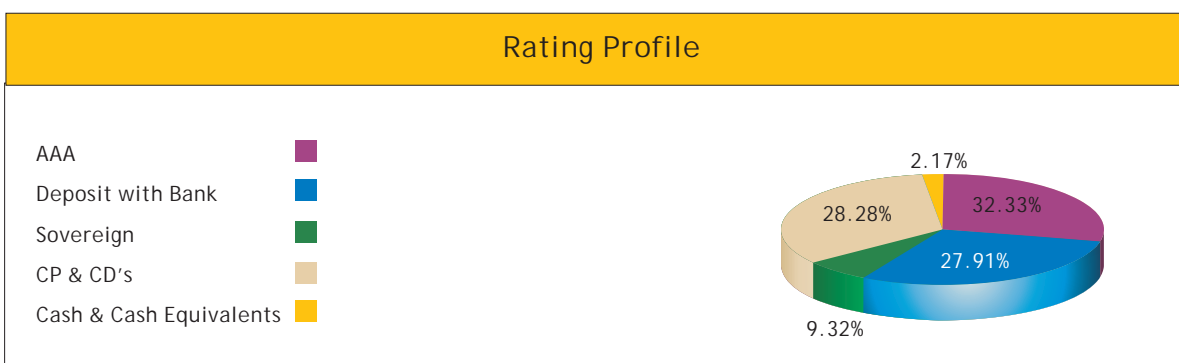 Rating Profile
AAA
Deposit with Bank
Sovereign
CP & CD's
Cash & Cash Equivalents
2.17%
28.28%
32.33%
27.91%
9.32%